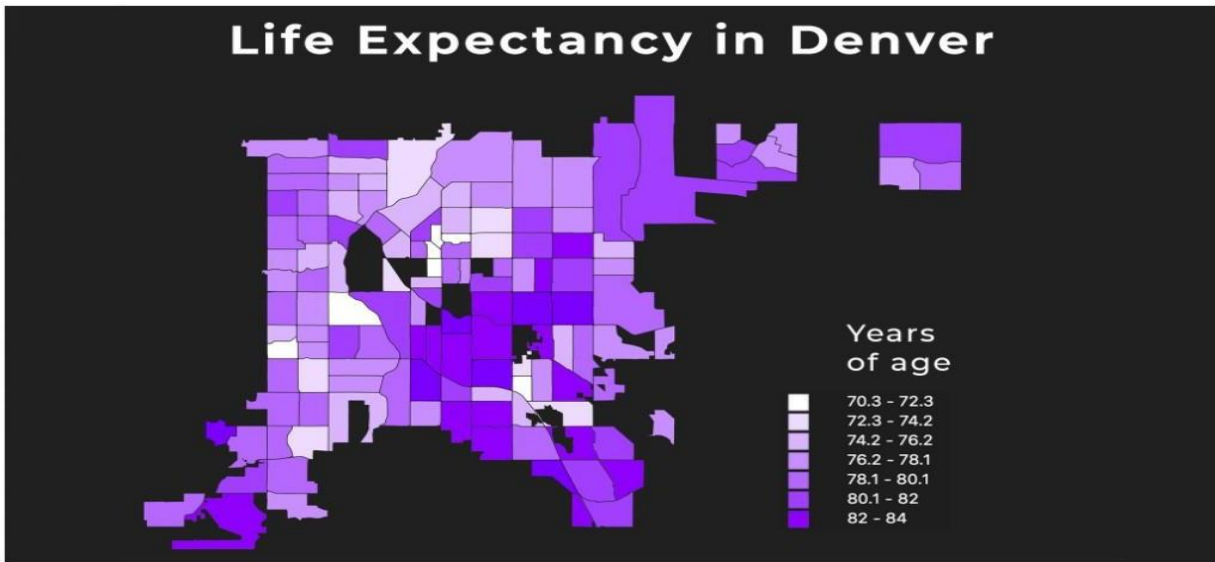 Life Expectancy in Denver
Years
of age
70.3 - 72.3
72.3 - 74.2
74.2 - 76.2
76.2 - 78.1
78.1 - 80.1
80.1 - 82
82 - 84